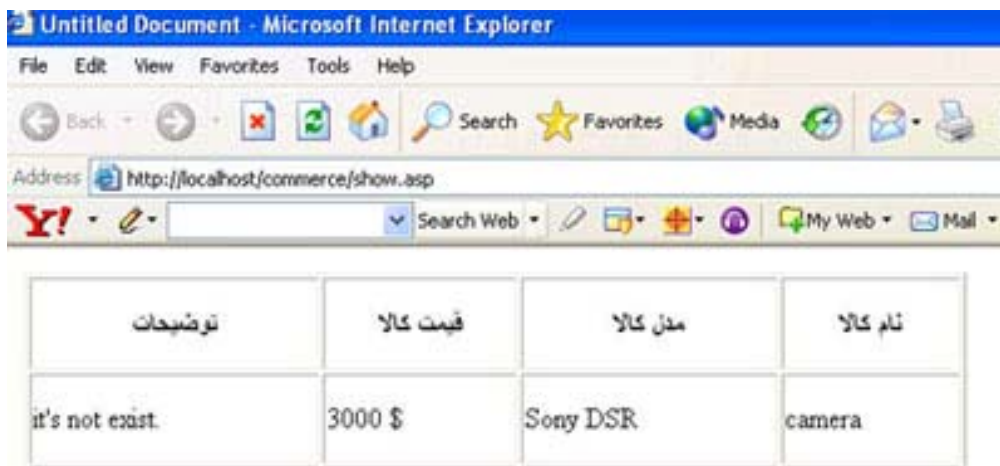 Untitled Document - Microsoft Internet Explorer
File Edit View Favorites Tools Help
Back Search Favorites Media
Address http://localhost/commerce/show.asp
Y! Search Web My Web Mail
نام کالا مدل کالا قیمت کالا توضیحات
it's not exist. 3000 $ Sony DSR camera